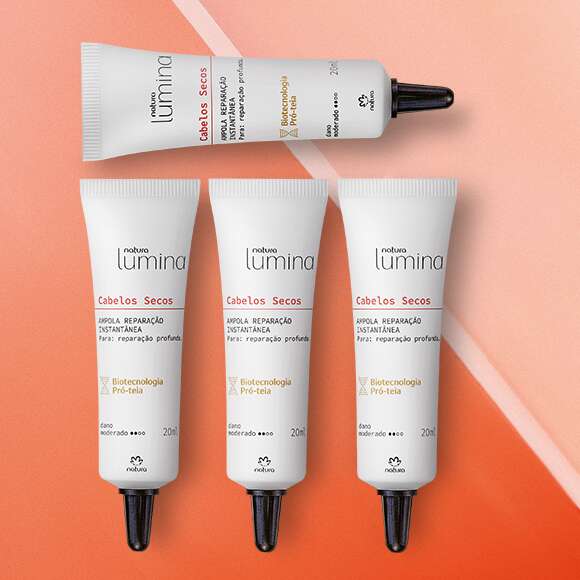 natura
lumina
Cabelos Secos
AMPOLA REPARAÇÃO
INSTANTÂNEA
Para: reparação profunda.
Biotecnologia
Pró-teia
dano
moderado
20ml
natura
natura
lumina
Cabelos Secos
AMPOLA REPARAÇÃO
INSTANTÂNEA
Para: reparação profunda.
Biotecnologia
Pró-teia
dano
moderado
20ml
natura
natura
lumina
Cabelos Secos
AMPOLA REPARAÇÃO
INSTANTÂNEA
Para: reparação profunda.
Biotecnologia
Pró-teia
dano
moderado
20ml
natura
natura
lumina
Cabelos Secos
AMPOLA REPARAÇÃO
INSTANTÂNEA
Para: reparação profunda.
Biotecnologia
Pró-teia
dano
moderado
20ml
natura